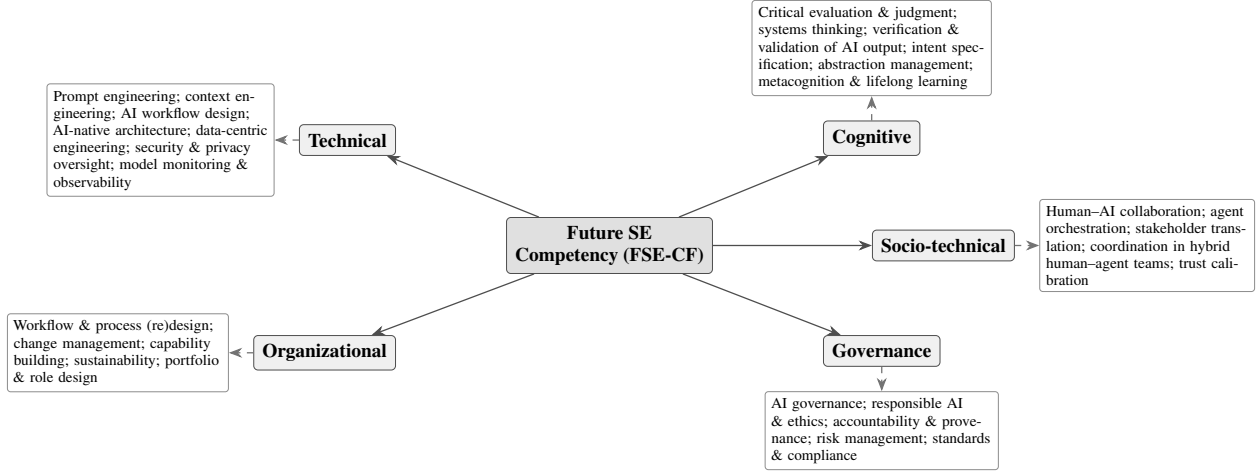 Critical evaluation & judgment;
systems thinking; verification &
validation of AI output; intent spec-
ification; abstraction management;
metacognition & lifelong learning
Cognitive
Prompt engineering; context en-
gineering; AI workflow design;
AI-native architecture; data-centric
engineering; security & privacy
oversight; model monitoring &
observability
Technical
Future SE
Competency (FSE-CF)
Socio-technical
Human–AI collaboration; agent
orchestration; stakeholder trans-
lation; coordination in hybrid
human–agent teams; trust cali-
bration
Workflow & process (re)design;
change management; capability
building; sustainability; portfolio
& role design
Organizational
Governance
AI governance; responsible AI
& ethics; accountability & prove-
nance; risk management; standards
& compliance